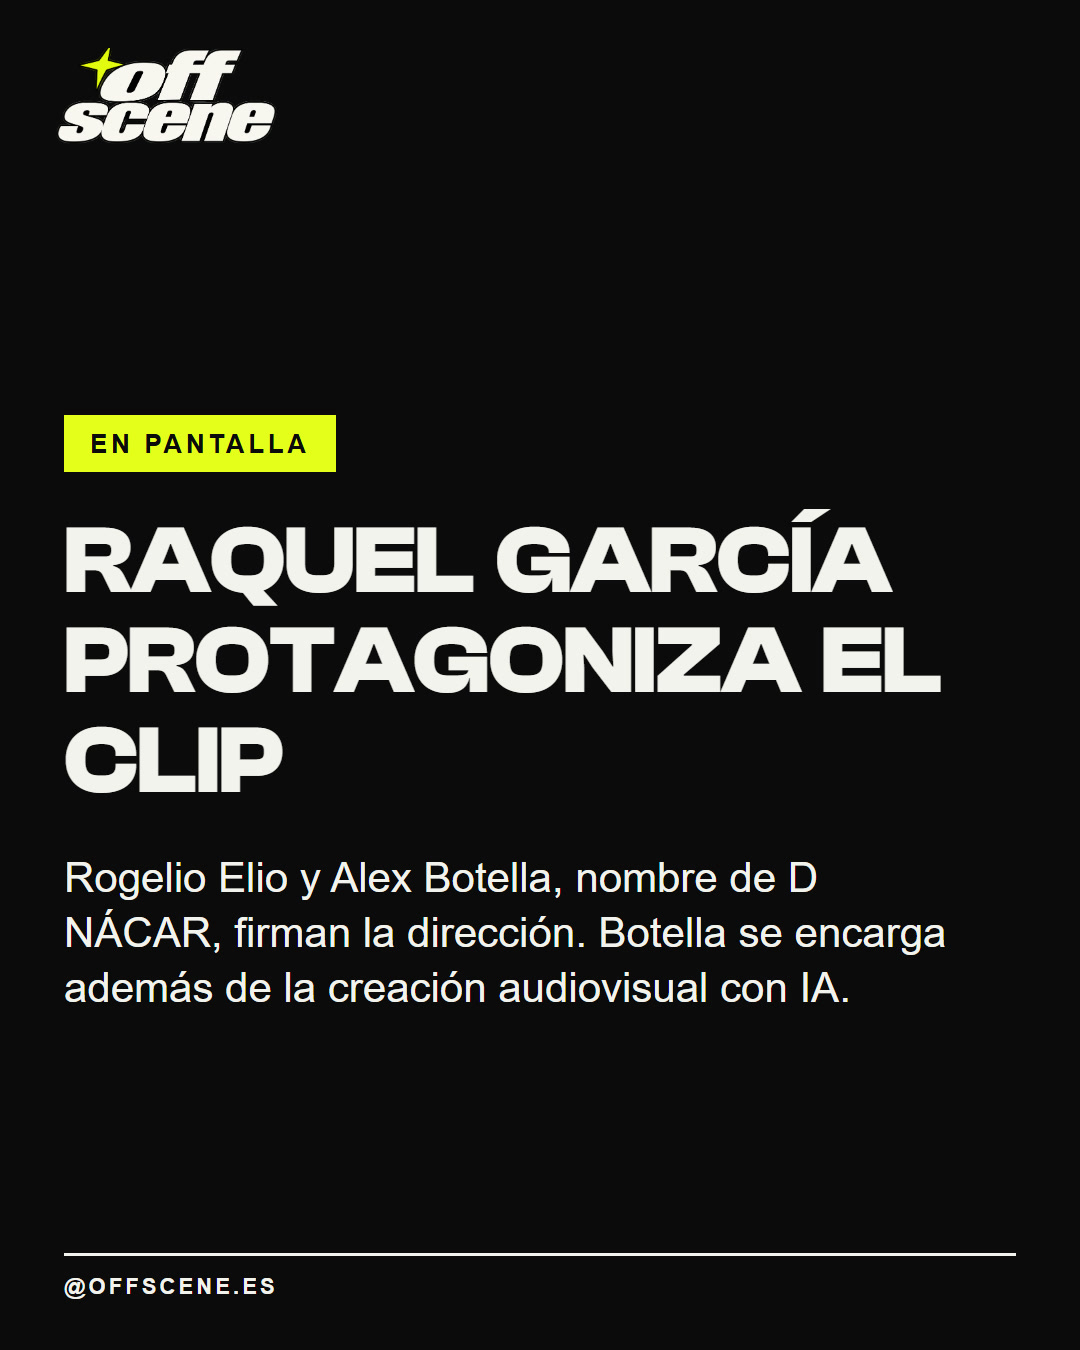 off
scene
EN PANTALLA
RAQUEL GARCÍA
PROTAGONIZA EL
CLIP
Rogelio Elio y Alex Botella, nombre de D
NÁCAR, firman la dirección. Botella se encarga
además de la creación audiovisual con IA.
@OFFSCENE.ES